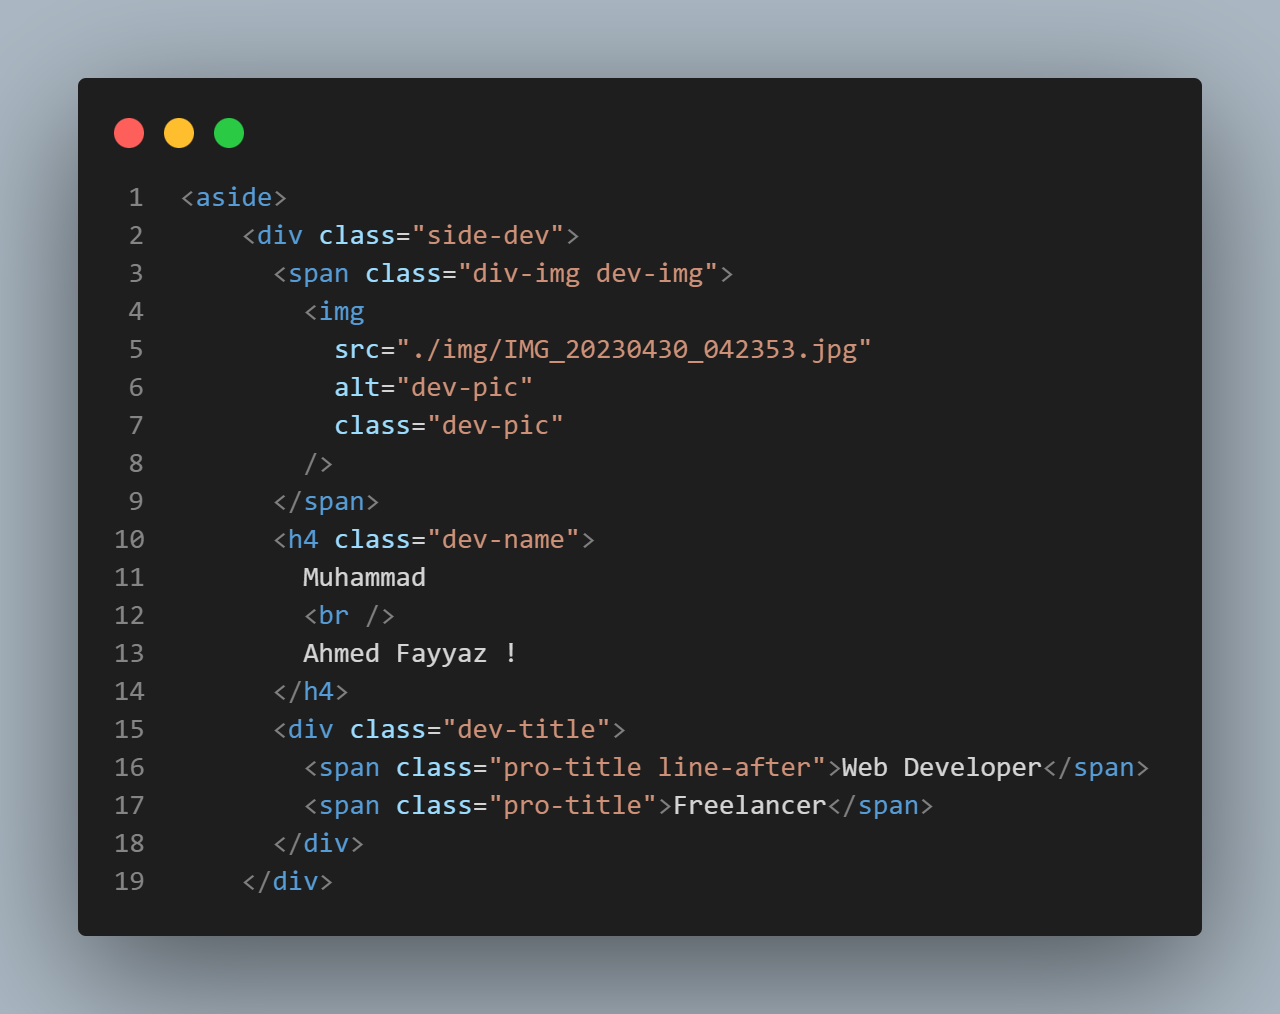 1 <aside>
2     <div class="side-dev">
3       <span class="div-img dev-img">
4         <img
5           src="./img/IMG_20230430_042353.jpg"
6           alt="dev-pic"
7           class="dev-pic"
8         />
9       </span>
10       <h4 class="dev-name">
11         Muhammad
12         <br />
13         Ahmed Fayyaz !
14       </h4>
15       <div class="dev-title">
16         <span class="pro-title line-after">Web Developer</span>
17         <span class="pro-title">Freelancer</span>
18       </div>
19     </div>